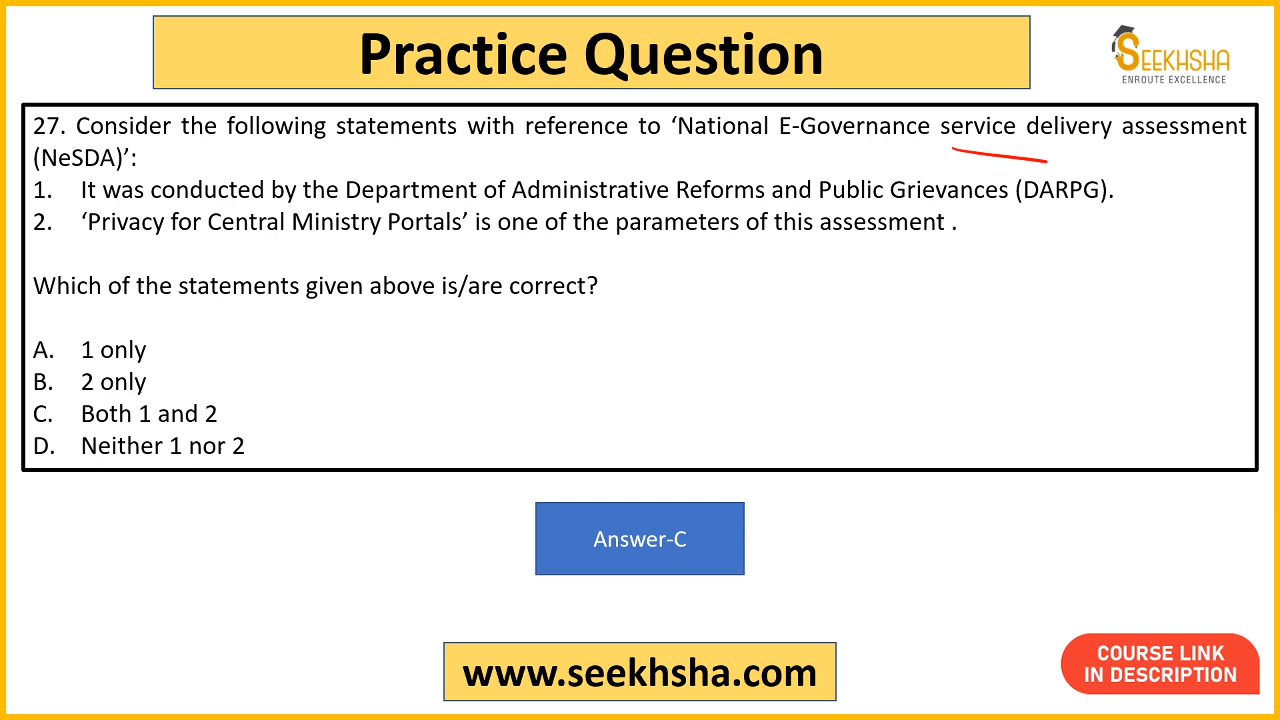 Practice Question
SEEKHSHA
ENROUTE EXCELLENCE
27. Consider the following statements with reference to ‘National E-Governance service delivery assessment
(NeSDA)’:
1. It was conducted by the Department of Administrative Reforms and Public Grievances (DARPG).
2. ‘Privacy for Central Ministry Portals’ is one of the parameters of this assessment .
Which of the statements given above is/are correct?
A. 1 only
B. 2 only
C. Both 1 and 2
D. Neither 1 nor 2
Answer-C
www.seekhsha.com
COURSE LINK
IN DESCRIPTION